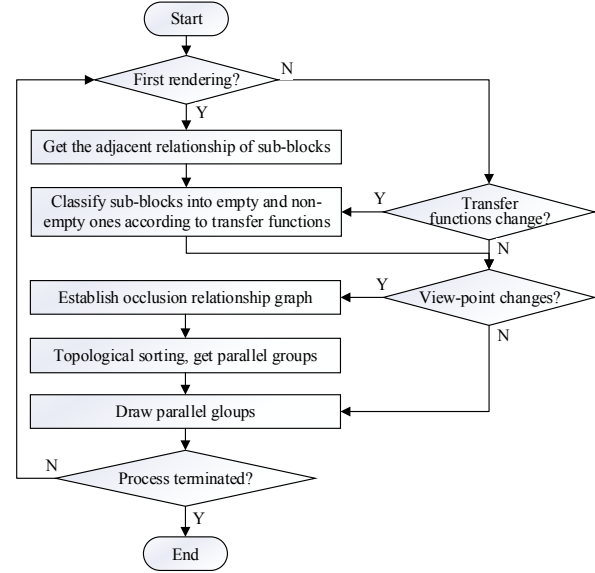 Start
First rendering?
N
Y
Get the adjacent relationship of sub-blocks
Classify sub-blocks into empty and non-
empty ones according to transfer functions
Y
Transfer
functions change?
N
Establish occlusion relationship graph
Y
View-point changes?
N
Topological sorting, get parallel groups
Draw parallel gloups
N
Process terminated?
Y
End